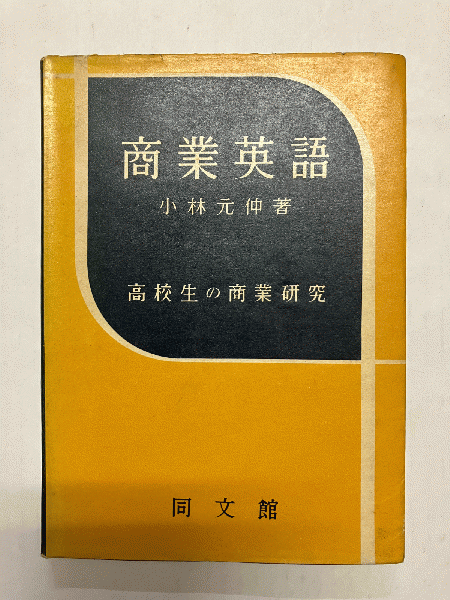 商業英語
小林元仲著
高校生の商業研究
同文館